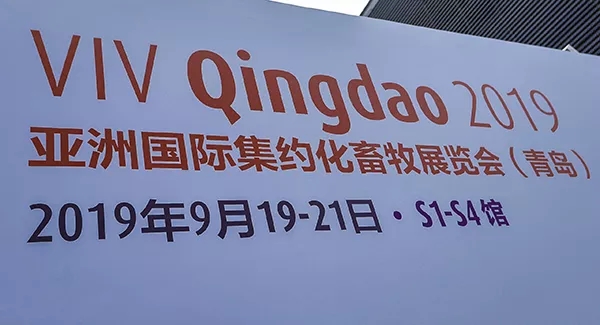 VIV Qingdao 2019
亚洲国际集约化畜牧展览会（青岛）
2019年9月19-21日·S1-S4馆